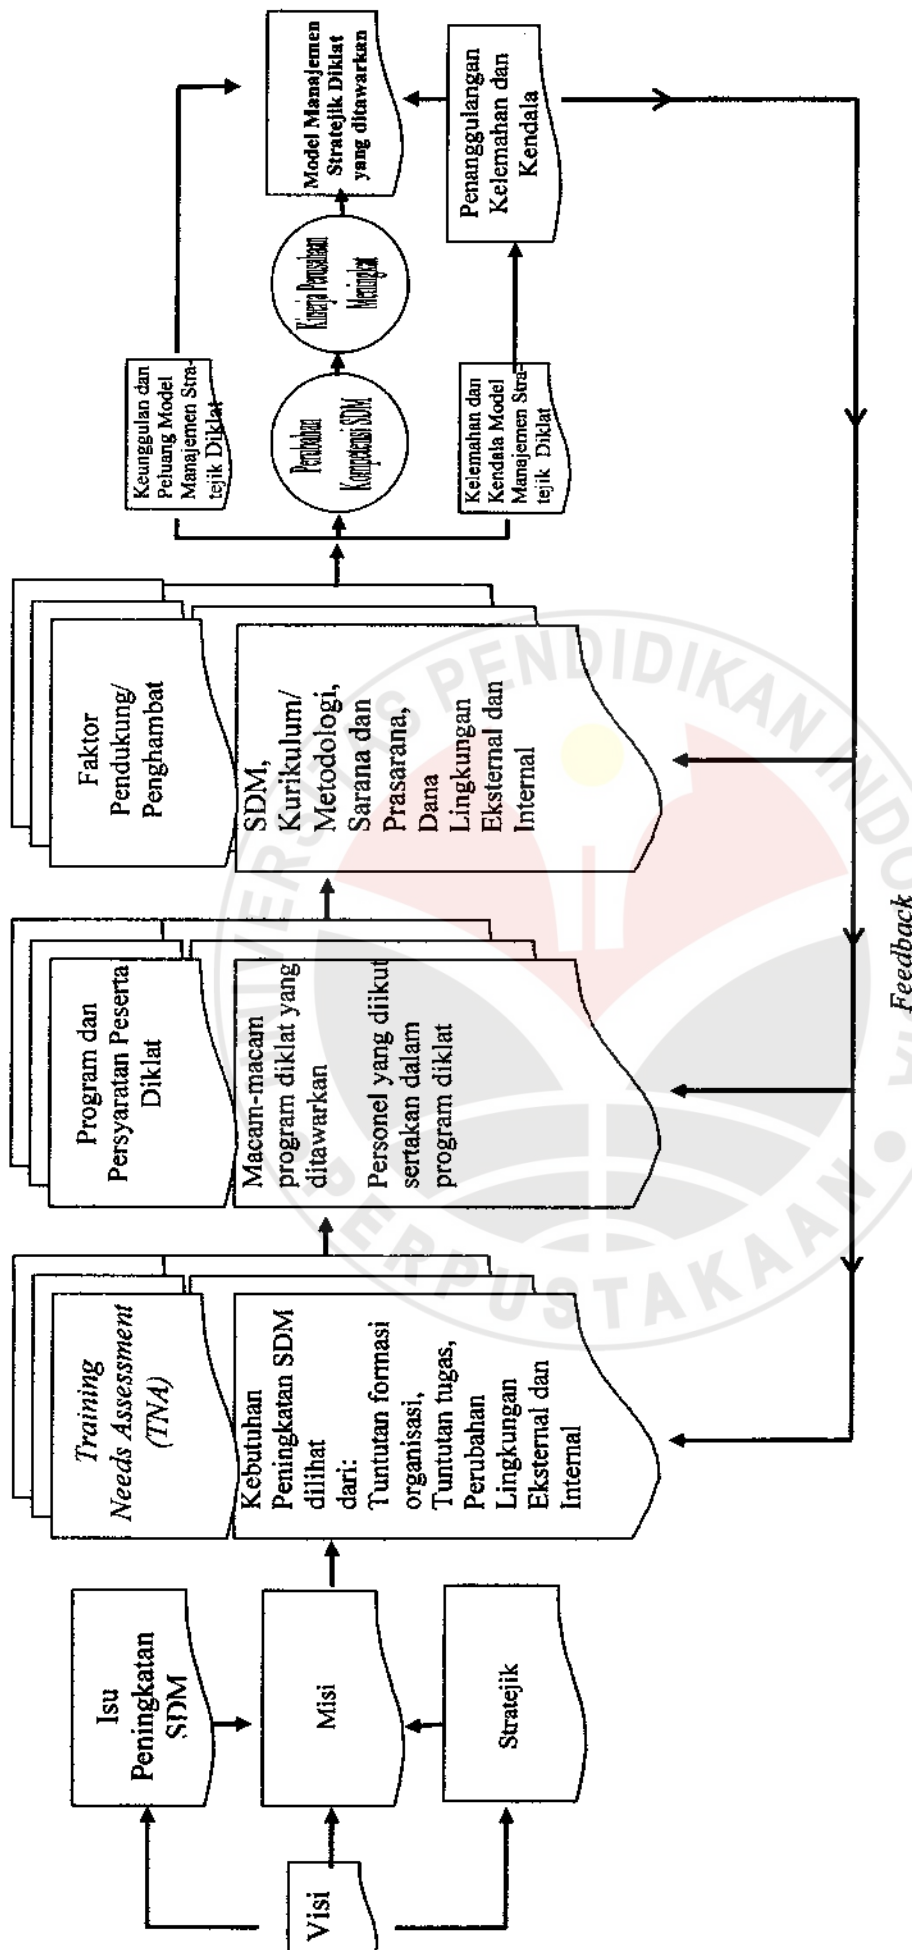 Visi
Isu
Peningkatan
SDM
Misi
Stratejik
Training
Needs Assessment
(TNA)
Kebutuhan
Peningkatan SDM
dilihat
dari:
Tuntutan formasi
organisasi,
Tuntutan tugas,
Perubahan
Lingkungan
Eksternal dan
Internal
Program dan
Persyaratan Peserta
Diklat
Macam-macam
program diklat yang
ditawarkan
Personel yang diikut
sertakan dalam
program diklat
Faktor
Pendukung/
Penghambat
SDM,
Kurikulum/
Metodologi,
Sarana dan
Prasarana,
Dana
Lingkungan
Eksternal dan
Internal
Keunggulan dan
Peluang Model
Manajemen Stra-
tejik Diklat
Perubahan
Kompetensi SDM
Kinerja Perusahaan
Meningkat
Kelemahan dan
Kendala Model
Manajemen Stra-
tejik Diklat
Model Manajemen
Stratejik Diklat
yang ditawarkan
Penanggulangan
Kelemahan dan
Kendala
Feedback
UNIVERSITAS PENDIDIKAN INDO
PERPUSTAKAAN